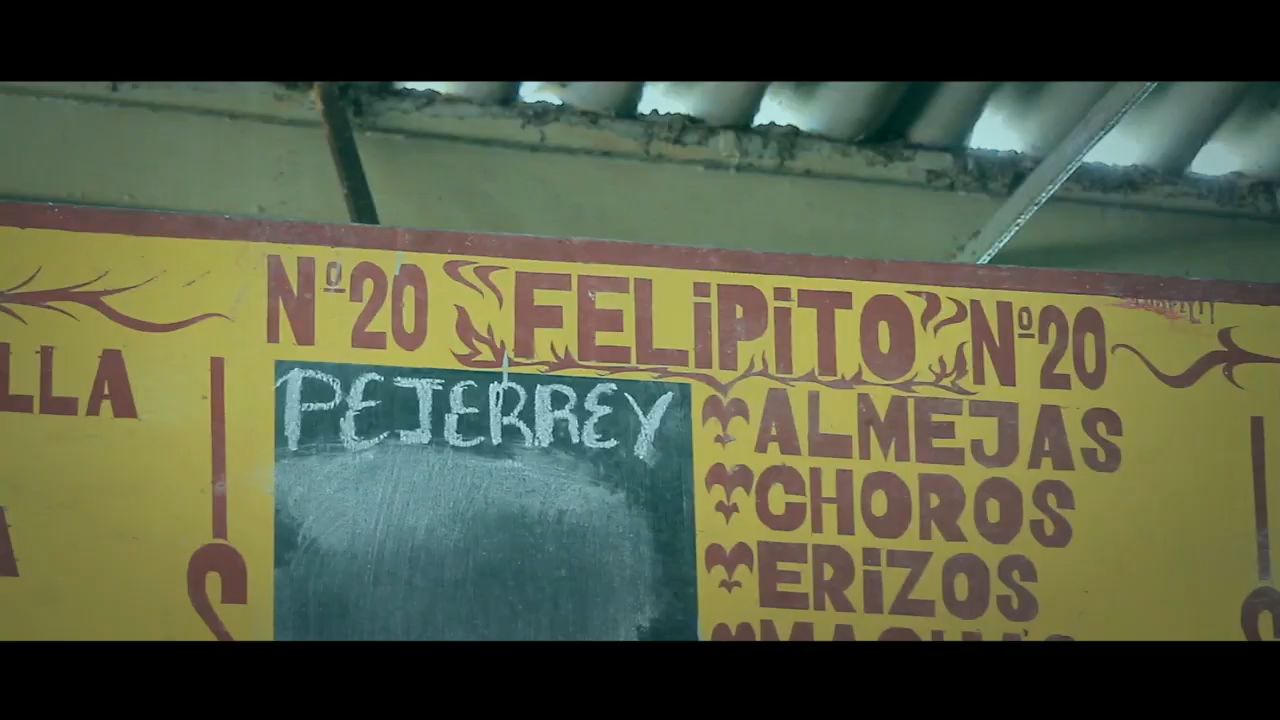 Nº20 FELiPiTO Nº20
LLA
PEJERREY
ALMEJAS
CHOROS
ERiZOS